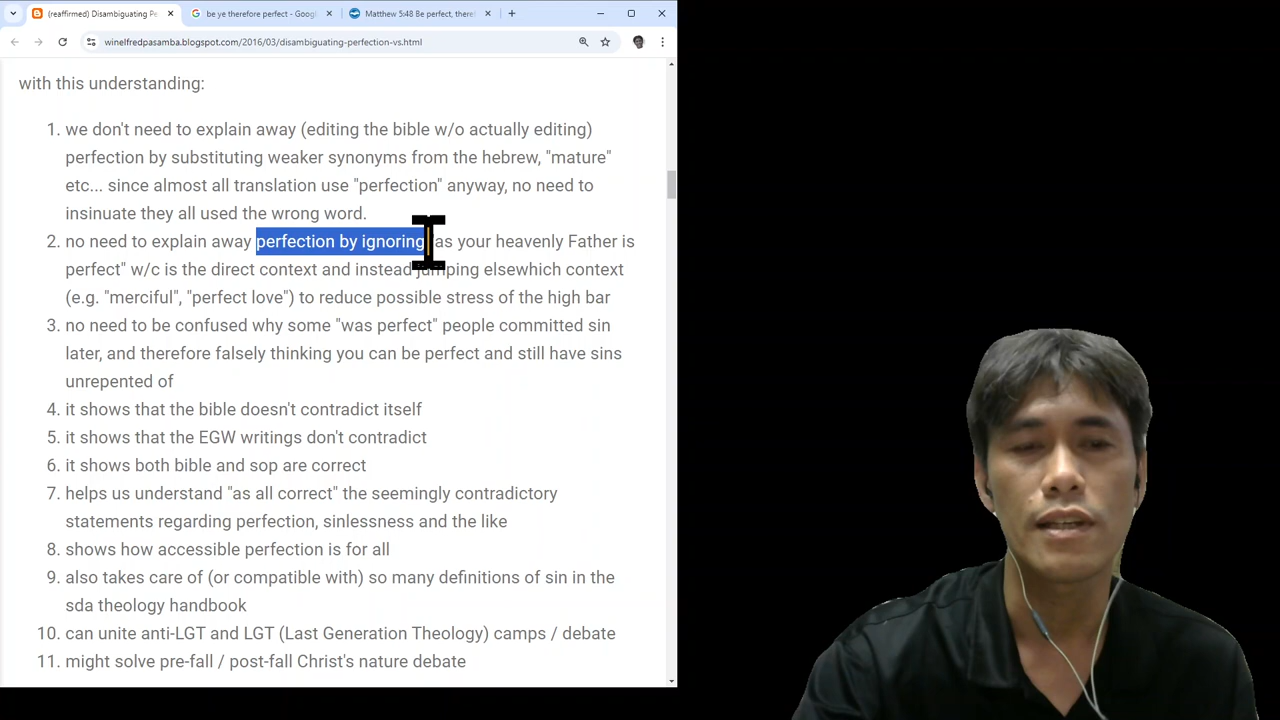 (reaffirmed) Disambiguating Pe
be ye therefore perfect - Googl
Matthew 5:48 Be perfect, theref
winelfredpasamba.blogspot.com/2016/03/disambiguating-perfection-vs.html
with this understanding:
1. we don't need to explain away (editing the bible w/o actually editing)
perfection by substituting weaker synonyms from the hebrew, "mature"
etc... since almost all translation use "perfection" anyway, no need to
insinuate they all used the wrong word.
2. no need to explain away perfection by ignoring "as your heavenly Father is
perfect" w/c is the direct context and instead jumping elsewhich context
(e.g. "merciful", "perfect love") to reduce possible stress of the high bar
3. no need to be confused why some "was perfect" people committed sin
later, and therefore falsely thinking you can be perfect and still have sins
unrepented of
4. it shows that the bible doesn't contradict itself
5. it shows that the EGW writings don't contradict
6. it shows both bible and sop are correct
7. helps us understand "as all correct" the seemingly contradictory
statements regarding perfection, sinlessness and the like
8. shows how accessible perfection is for all
9. also takes care of (or compatible with) so many definitions of sin in the
sda theology handbook
10. can unite anti-LGT and LGT (Last Generation Theology) camps / debate
11. might solve pre-fall / post-fall Christ's nature debate